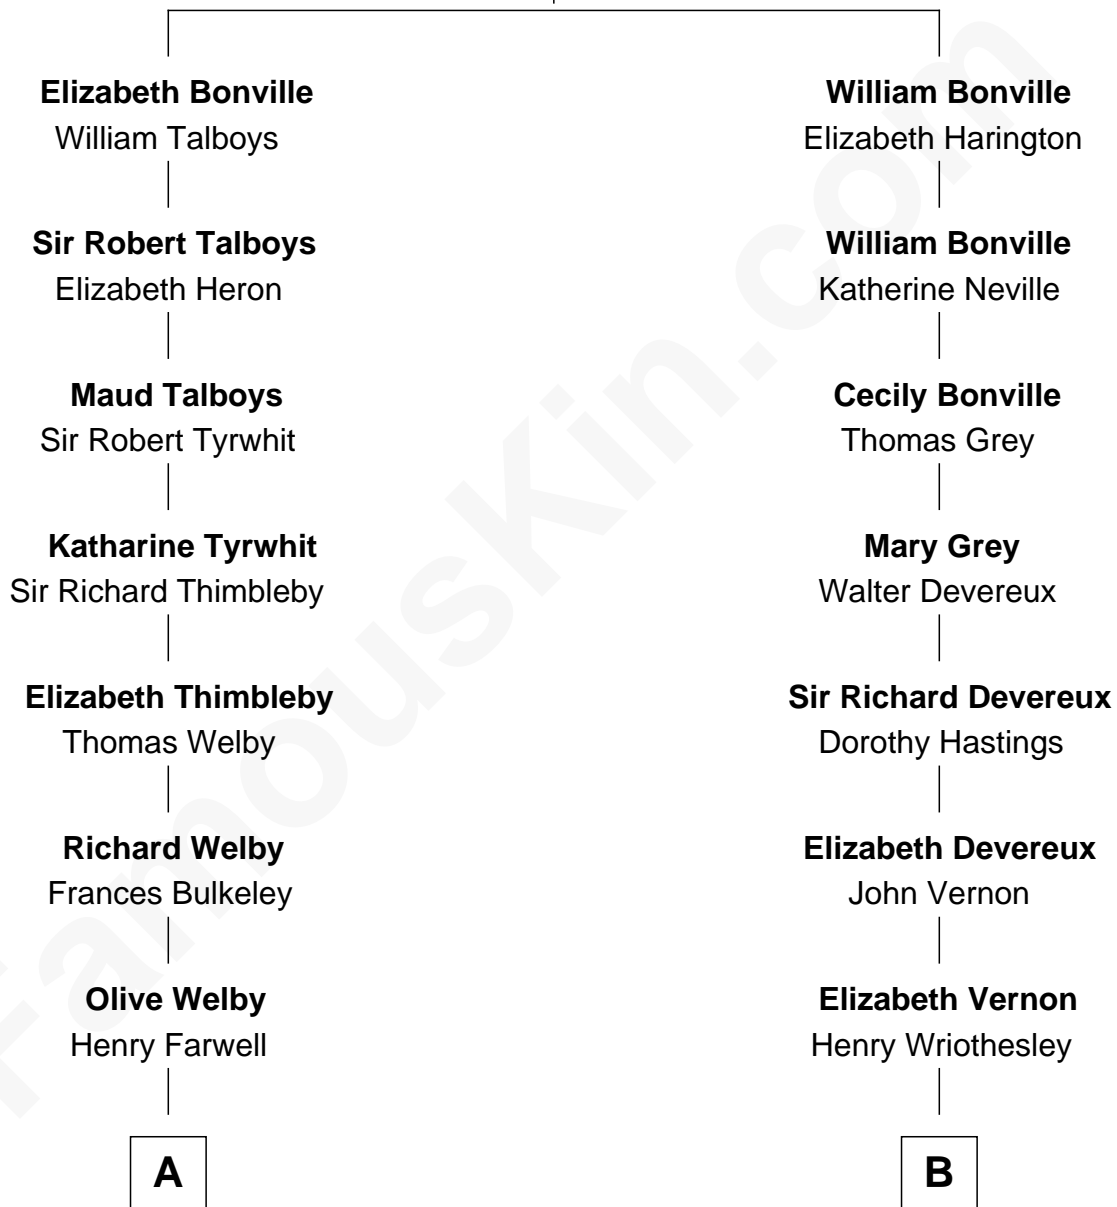 Elizabeth Bonville
William Talboys
Sir Robert Talboys
Elizabeth Heron
Maud Talboys
Sir Robert Tyrwhit
Katharine Tyrwhit
Sir Richard Thimbleby
Elizabeth Thimbleby
Thomas Welby
Richard Welby
Frances Bulkeley
Olive Welby
Henry Farwell
A
William Bonville
Elizabeth Harington
William Bonville
Katherine Neville
Cecily Bonville
Thomas Grey
Mary Grey
Walter Devereux
Sir Richard Devereux
Dorothy Hastings
Elizabeth Devereux
John Vernon
Elizabeth Vernon
Henry Wriothesley
B
FamousKin.com